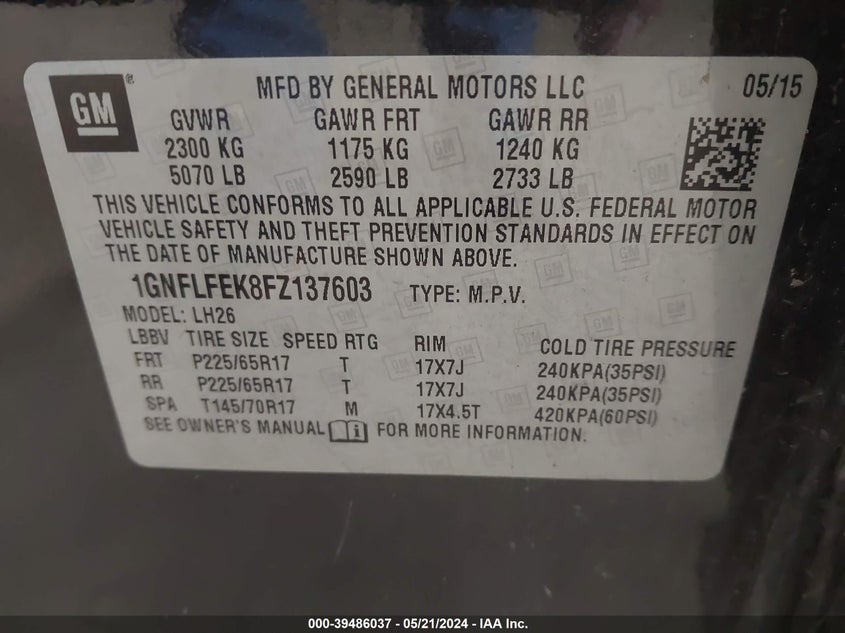 GM ®
MFD BY GENERAL MOTORS LLC 05/15
GVWR GAWR FRT GAWR RR
2300 KG 1175 KG 1240 KG
5070 LB 2590 LB 2733 LB
THIS VEHICLE CONFORMS TO ALL APPLICABLE U.S. FEDERAL MOTOR
VEHICLE SAFETY AND THEFT PREVENTION STANDARDS IN EFFECT ON
THE DATE OF MANUFACTURE SHOWN ABOVE.
1GNFLFEK8FZ137603 TYPE: M.P.V.
MODEL: LH26
LBBV TIRE SIZE SPEED RTG RIM COLD TIRE PRESSURE
FRT P225/65R17 T 17X7J 240KPA(35PSI)
RR P225/65R17 T 17X7J 240KPA(35PSI)
SPA T145/70R17 M 17X4.5T 420KPA(60PSI)
SEE OWNER'S MANUAL i FOR MORE INFORMATION.
000-39486037 - 05/21/2024 - IAA Inc.